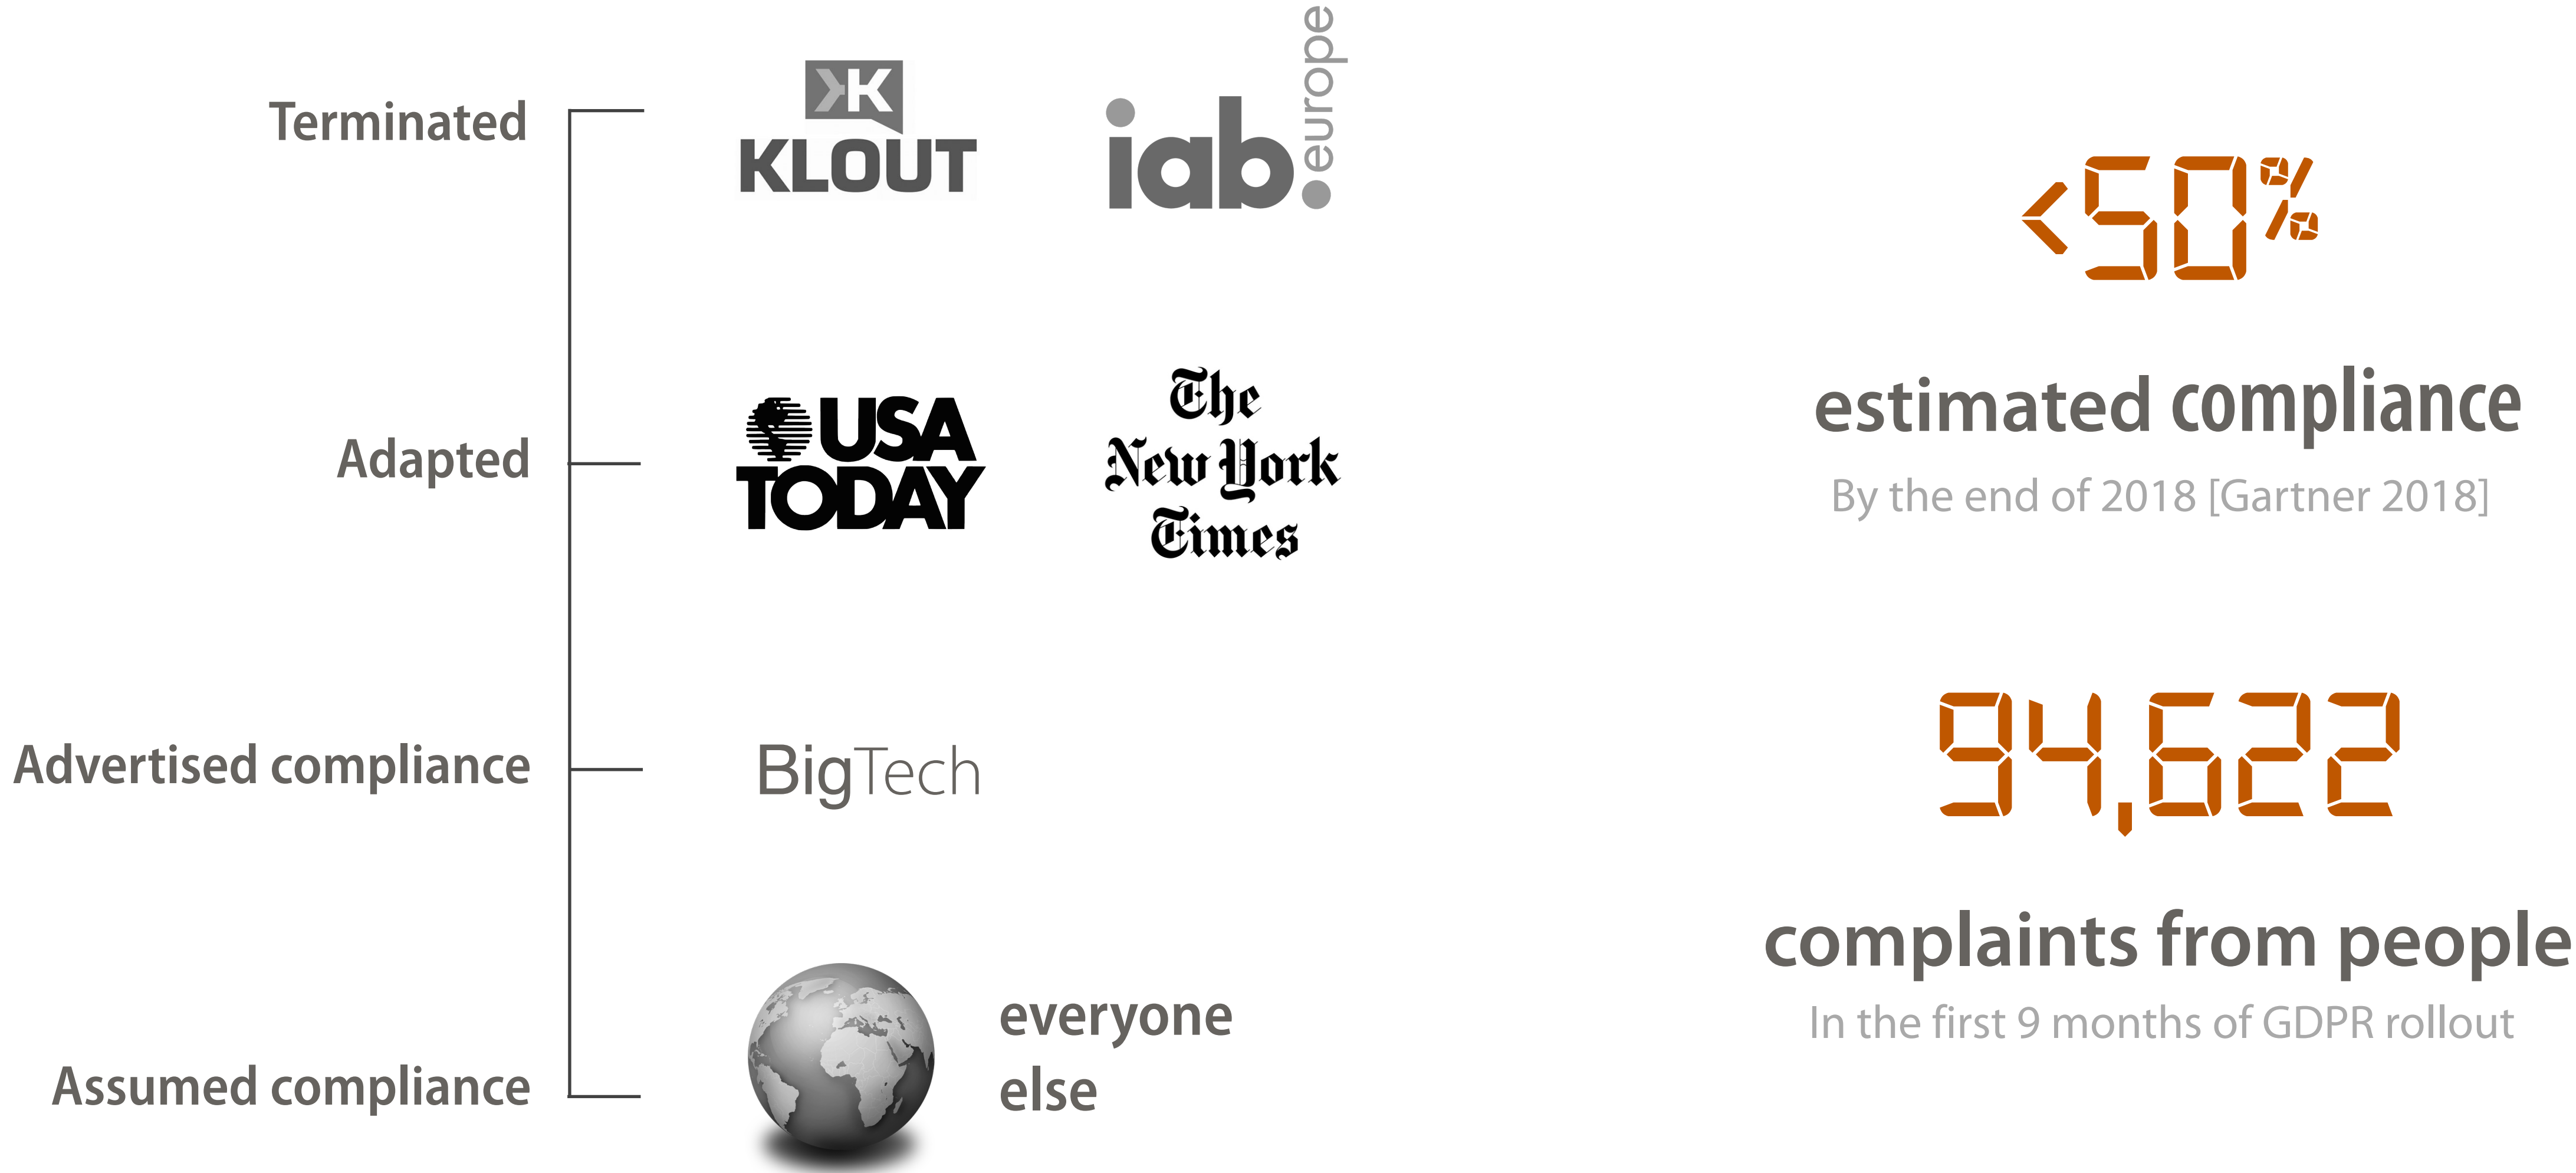 Terminated
KK
KLOUT
iab.europe
Adapted
USA
TODAY
The
New York
Times
Advertised compliance
BigTech
Assumed compliance
everyone
else
<50%
estimated compliance
By the end of 2018 [Gartner 2018]
94,622
complaints from people
In the first 9 months of GDPR rollout